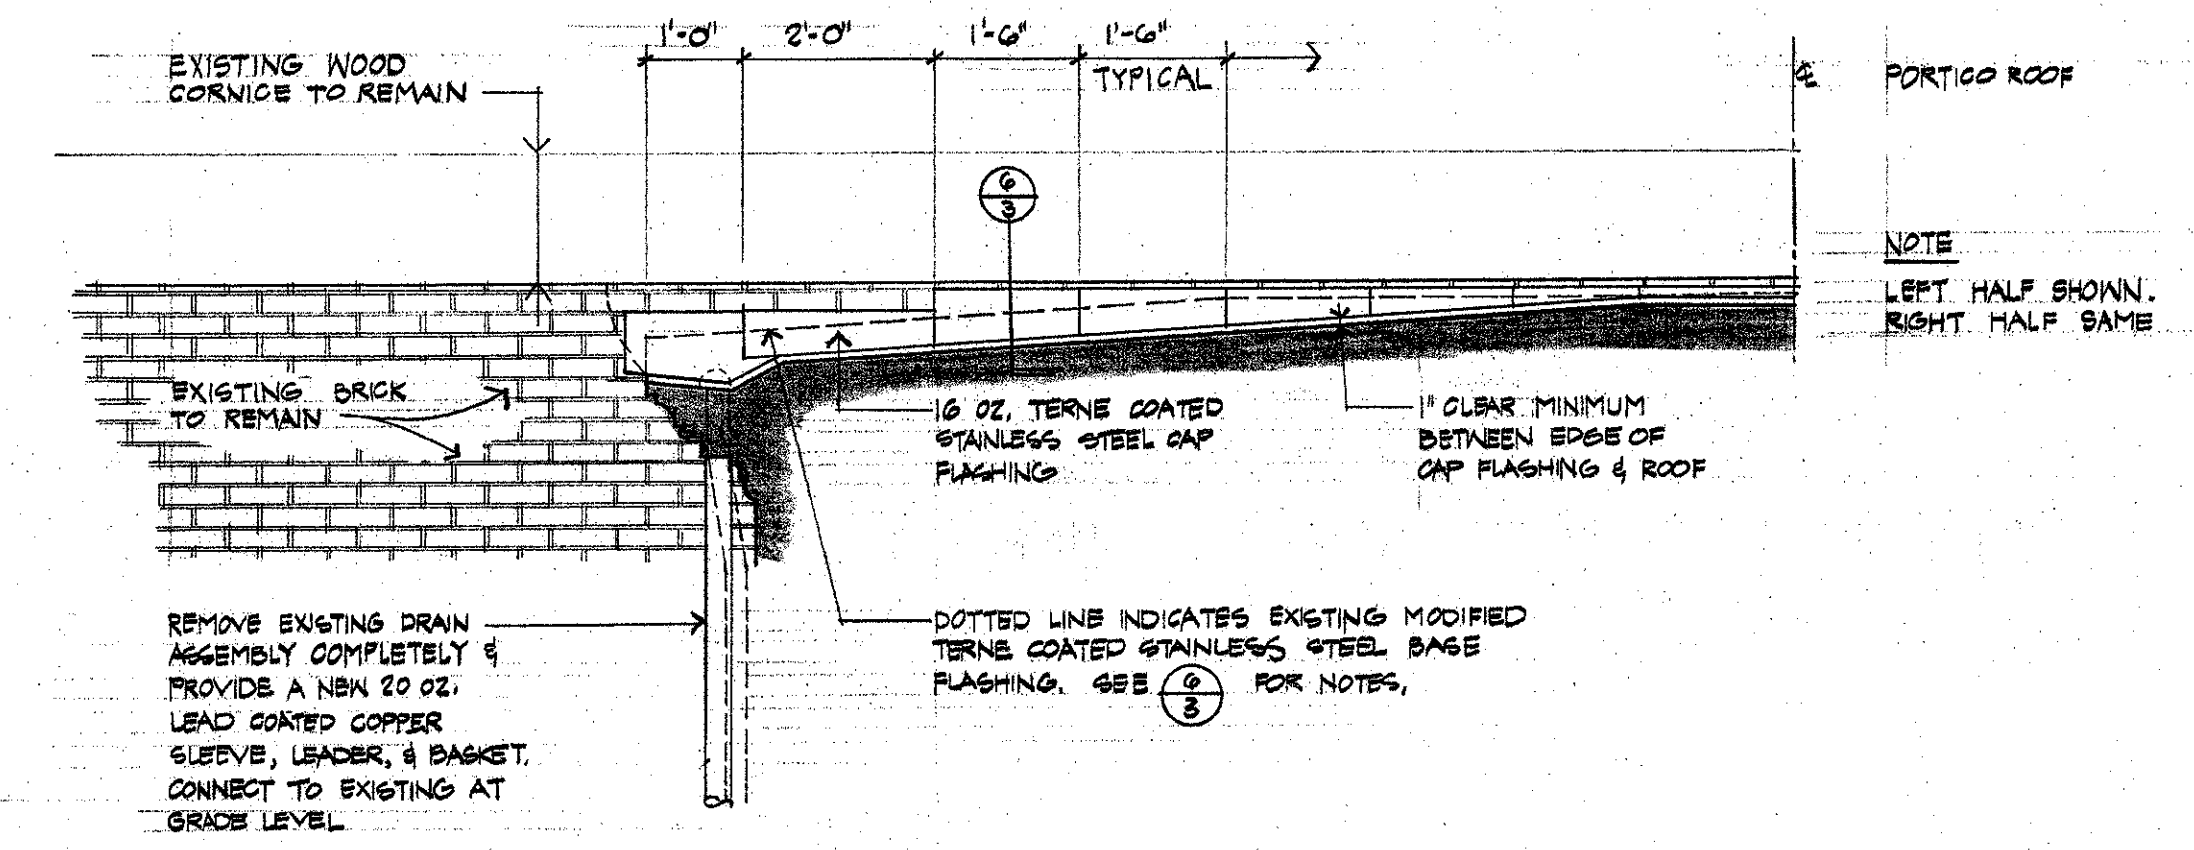 1'-0"
2'-0"
1'-6"
1'-6"
TYPICAL
EXISTING WOOD
CORNICE TO REMAIN
℄
PORTICO ROOF
6
3
NOTE
LEFT HALF SHOWN.
RIGHT HALF SAME
EXISTING BRICK
TO REMAIN
16 OZ. TERNE COATED
STAINLESS STEEL CAP
FLASHING
1" CLEAR MINIMUM
BETWEEN EDGE OF
CAP FLASHING & ROOF
REMOVE EXISTING DRAIN
ASSEMBLY COMPLETELY &
PROVIDE A NEW 20 OZ.
LEAD COATED COPPER
SLEEVE, LEADER, & BASKET.
CONNECT TO EXISTING AT
GRADE LEVEL
DOTTED LINE INDICATES EXISTING MODIFIED
TERNE COATED STAINLESS STEEL BASE
FLASHING. SEE 6/3 FOR NOTES.